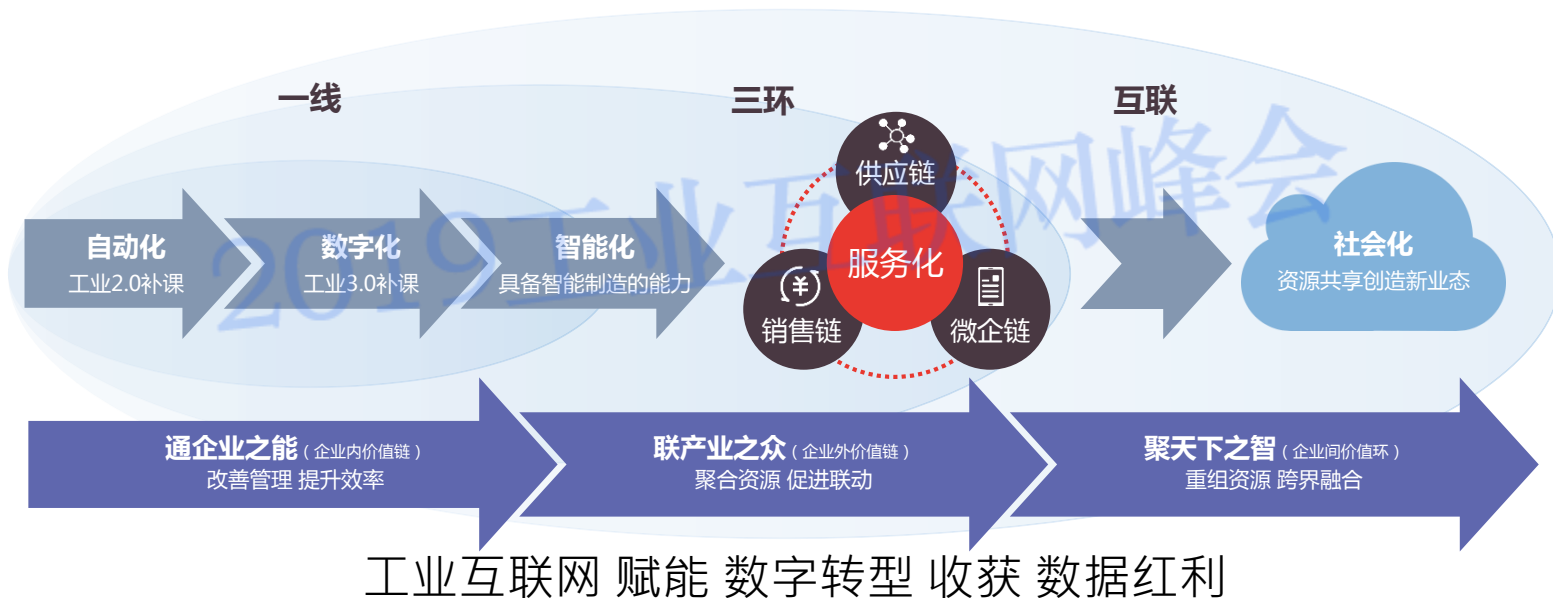 一线
三环
互联
自动化
工业2.0补课
数字化
工业3.0补课
智能化
具备智能制造的能力
供应链
服务化
销售链
微企链
社会化
资源共享创造新业态
2019工业互联网峰会
通企业之能（企业内价值链）
改善管理 提升效率
联产业之众（企业外价值链）
聚合资源 促进联动
聚天下之智（企业间价值环）
重组资源 跨界融合
工业互联网 赋能 数字转型 收获 数据红利